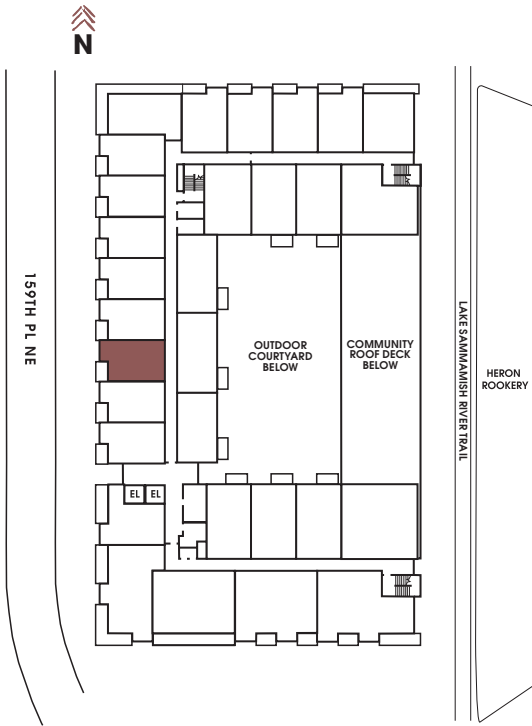 N
159TH PL NE
OUTDOOR
COURTYARD
BELOW
COMMUNITY
ROOF DECK
BELOW
LAKE SAMMAMISH RIVER TRAIL
HERON
ROOKERY
EL EL